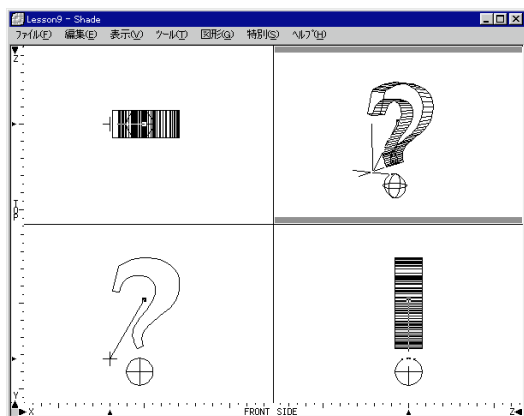 Lesson9 - Shade
ファイル(F) 編集(E) 表示(V) ツール(T) 図形(G) 特別(S) ヘルプ(H)
Z
TOP
Y
X FRONT SIDE Z